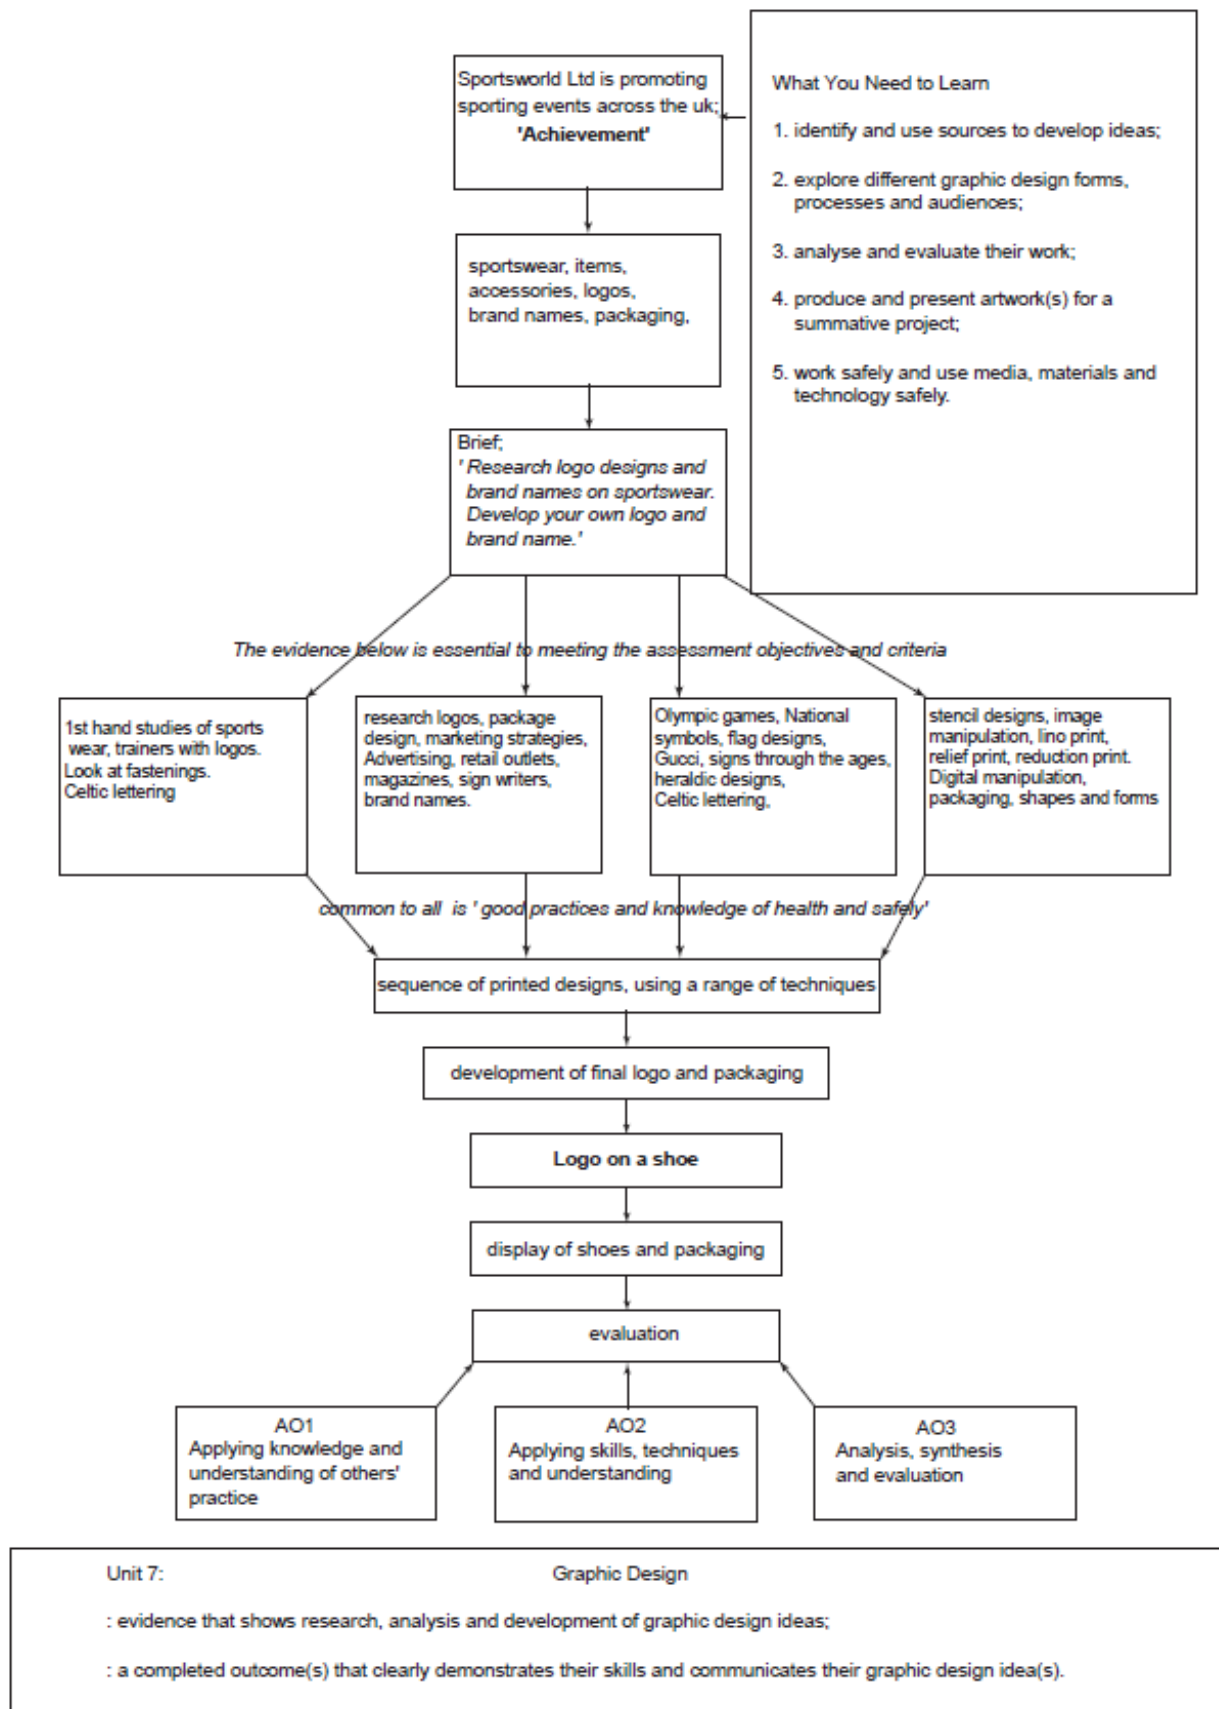 Sportsworld Ltd is promoting
sporting events across the uk;
'Achievement'
What You Need to Learn
1. identify and use sources to develop ideas;
2. explore different graphic design forms,
processes and audiences;
3. analyse and evaluate their work;
4. produce and present artwork(s) for a
summative project;
5. work safely and use media, materials and
technology safely.
sportswear, items,
accessories, logos,
brand names, packaging,
Brief;
' Research logo designs and
brand names on sportswear.
Develop your own logo and
brand name.'
The evidence below is essential to meeting the assessment objectives and criteria
1st hand studies of sports
wear, trainers with logos.
Look at fastenings.
Celtic lettering
research logos, package
design, marketing strategies,
Advertising, retail outlets,
magazines, sign writers,
brand names.
Olympic games, National
symbols, flag designs,
Gucci, signs through the ages,
heraldic designs,
Celtic lettering,
stencil designs, image
manipulation, lino print,
relief print, reduction print.
Digital manipulation,
packaging, shapes and forms
common to all is ' good practices and knowledge of health and safely'
sequence of printed designs, using a range of techniques
development of final logo and packaging
Logo on a shoe
display of shoes and packaging
evaluation
AO1
Applying knowledge and
understanding of others'
practice
AO2
Applying skills, techniques
and understanding
AO3
Analysis, synthesis
and evaluation
Unit 7: Graphic Design
: evidence that shows research, analysis and development of graphic design ideas;
: a completed outcome(s) that clearly demonstrates their skills and communicates their graphic design idea(s).